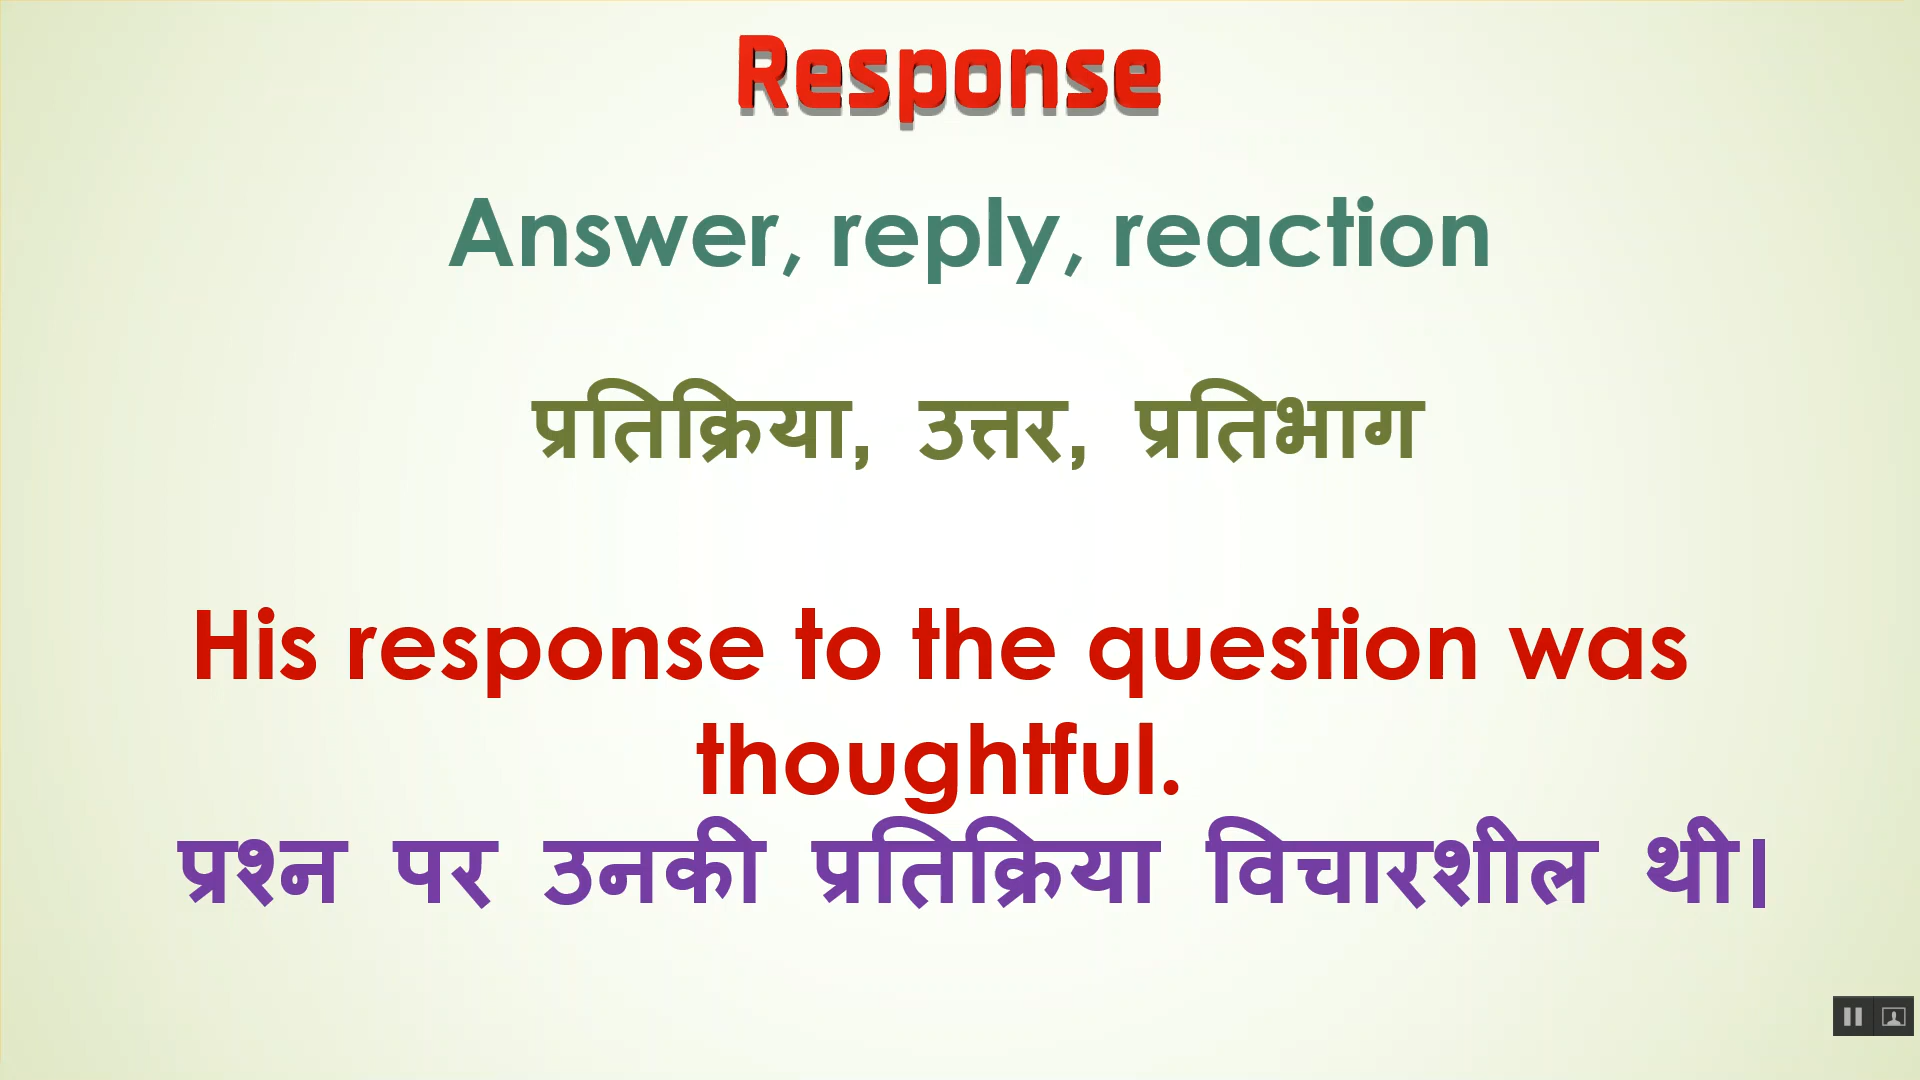 Response
Answer, reply, reaction
प्रतिक्रिया, उत्तर, प्रतिभाग
His response to the question was
thoughtful.
प्रश्न पर उनकी प्रतिक्रिया विचारशील थी।